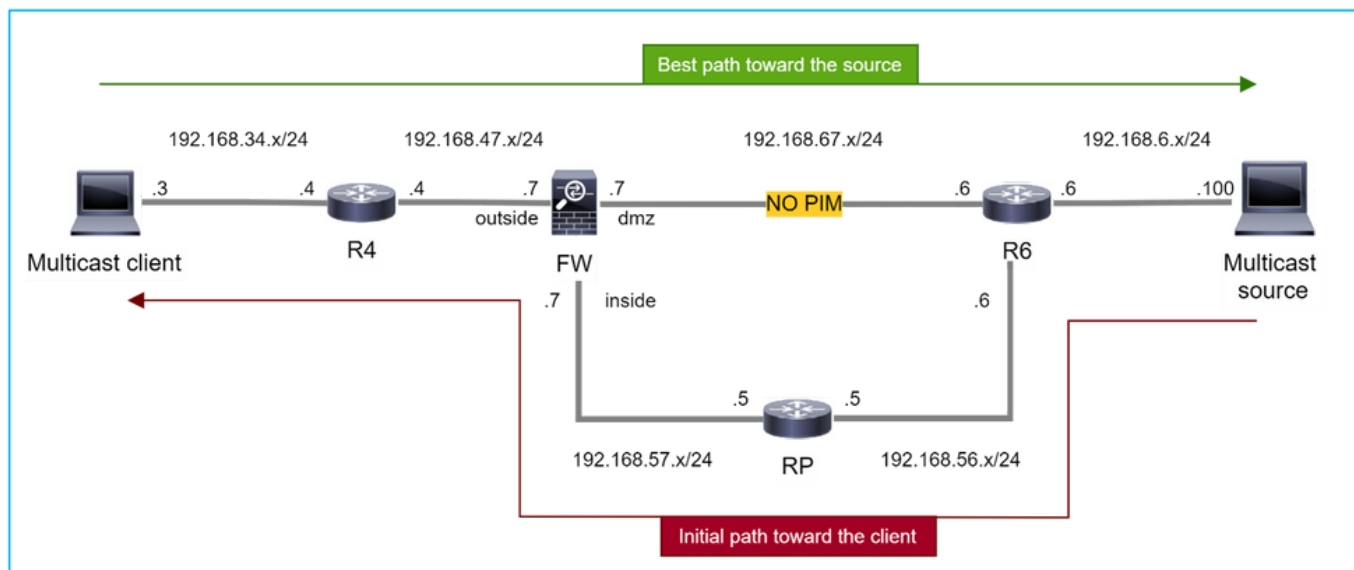 Best path toward the source
192.168.34.x/24
192.168.47.x/24
192.168.67.x/24
192.168.6.x/24
.3
.4
.4
.7
.7
NO PIM
.6
.6
.100
outside
dmz
Multicast client
R4
FW
R6
Multicast
source
.7
inside
.6
.5
.5
192.168.57.x/24
RP
192.168.56.x/24
Initial path toward the client